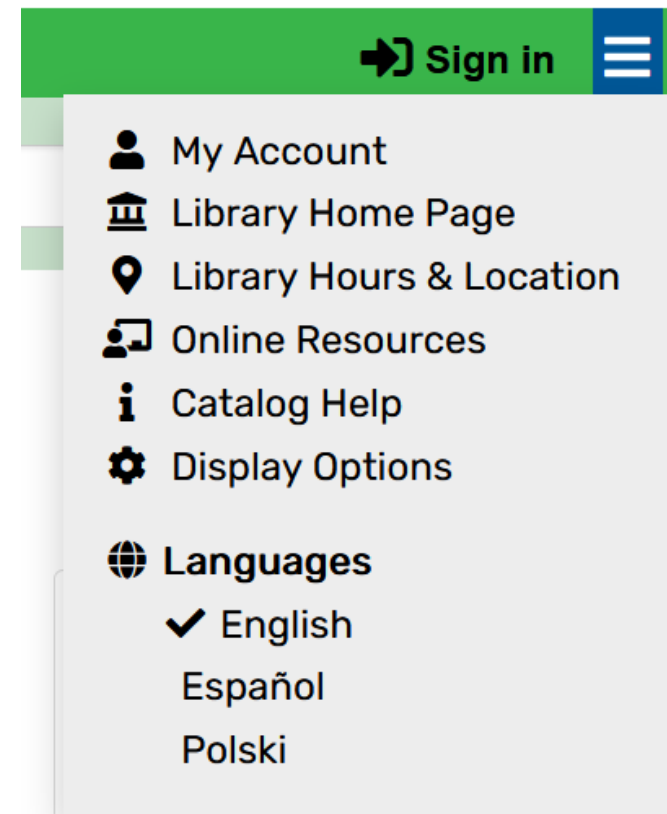 Sign in
My Account
Library Home Page
Library Hours & Location
Online Resources
Catalog Help
Display Options
Languages
English
Español
Polski